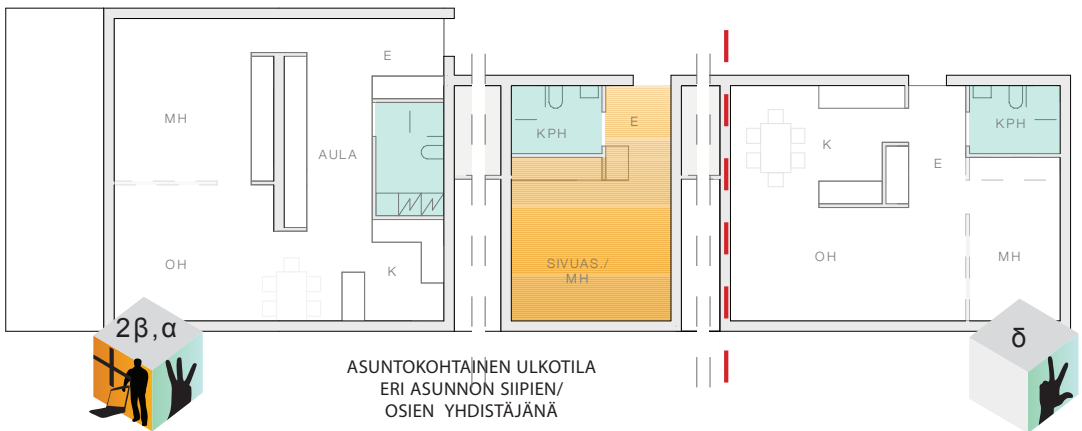 E
MH
AULA
KPH
E
K
E
KPH
OH
K
SIVUAS./
MH
OH
MH
2β,α
δ
ASUNTOKOHTAINEN ULKOTILA
ERI ASUNNON SIIPIEN/
OSIEN YHDISTÄJÄNÄ